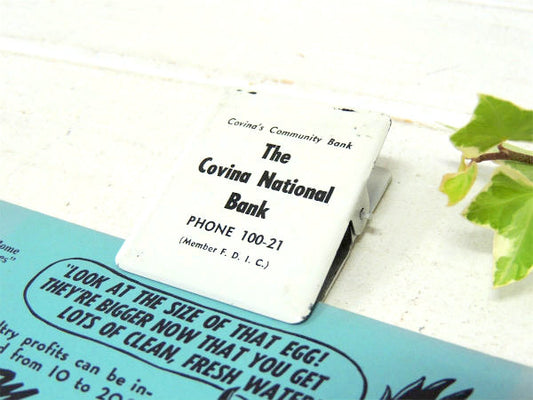 Covina's Community Bank
The
Covina National
Bank
PHONE 100-21
(Member F. D. I. C.)
"LOOK AT THE SIZE OF THAT EGG!
THEY'RE BIGGER NOW THAT YOU GET
LOTS OF CLEAN, FRESH WATER
profits can be in-
from 10 to